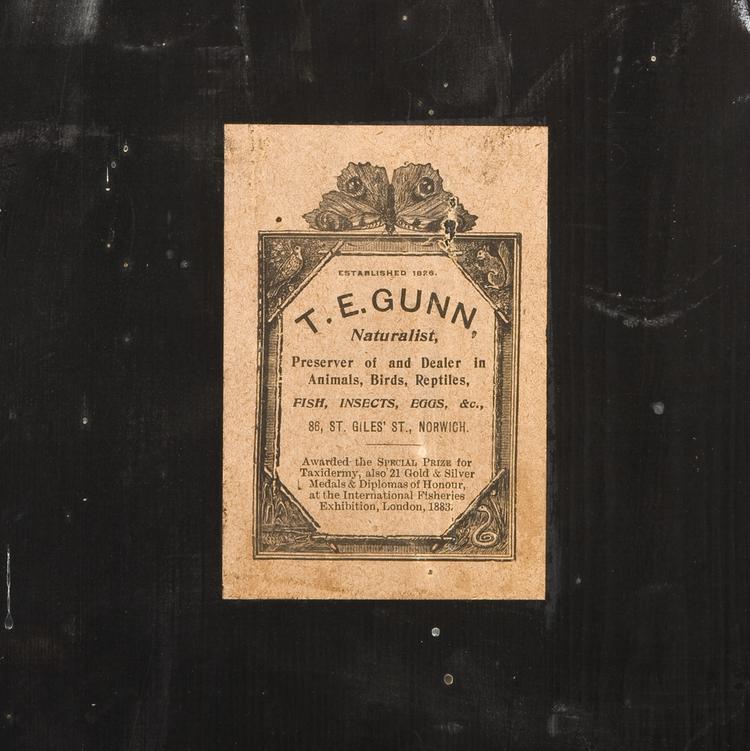 ESTABLISHED 1826.
T. E. GUNN,
Naturalist,
Preserver of and Dealer in
Animals, Birds, Reptiles,
FISH, INSECTS, EGGS, &c.,
86, ST. GILES' ST., NORWICH.
Awarded the SPECIAL PRIZE for
Taxidermy, also 21 Gold & Silver
Medals & Diplomas of Honour,
at the International Fisheries
Exhibition, London, 1883.